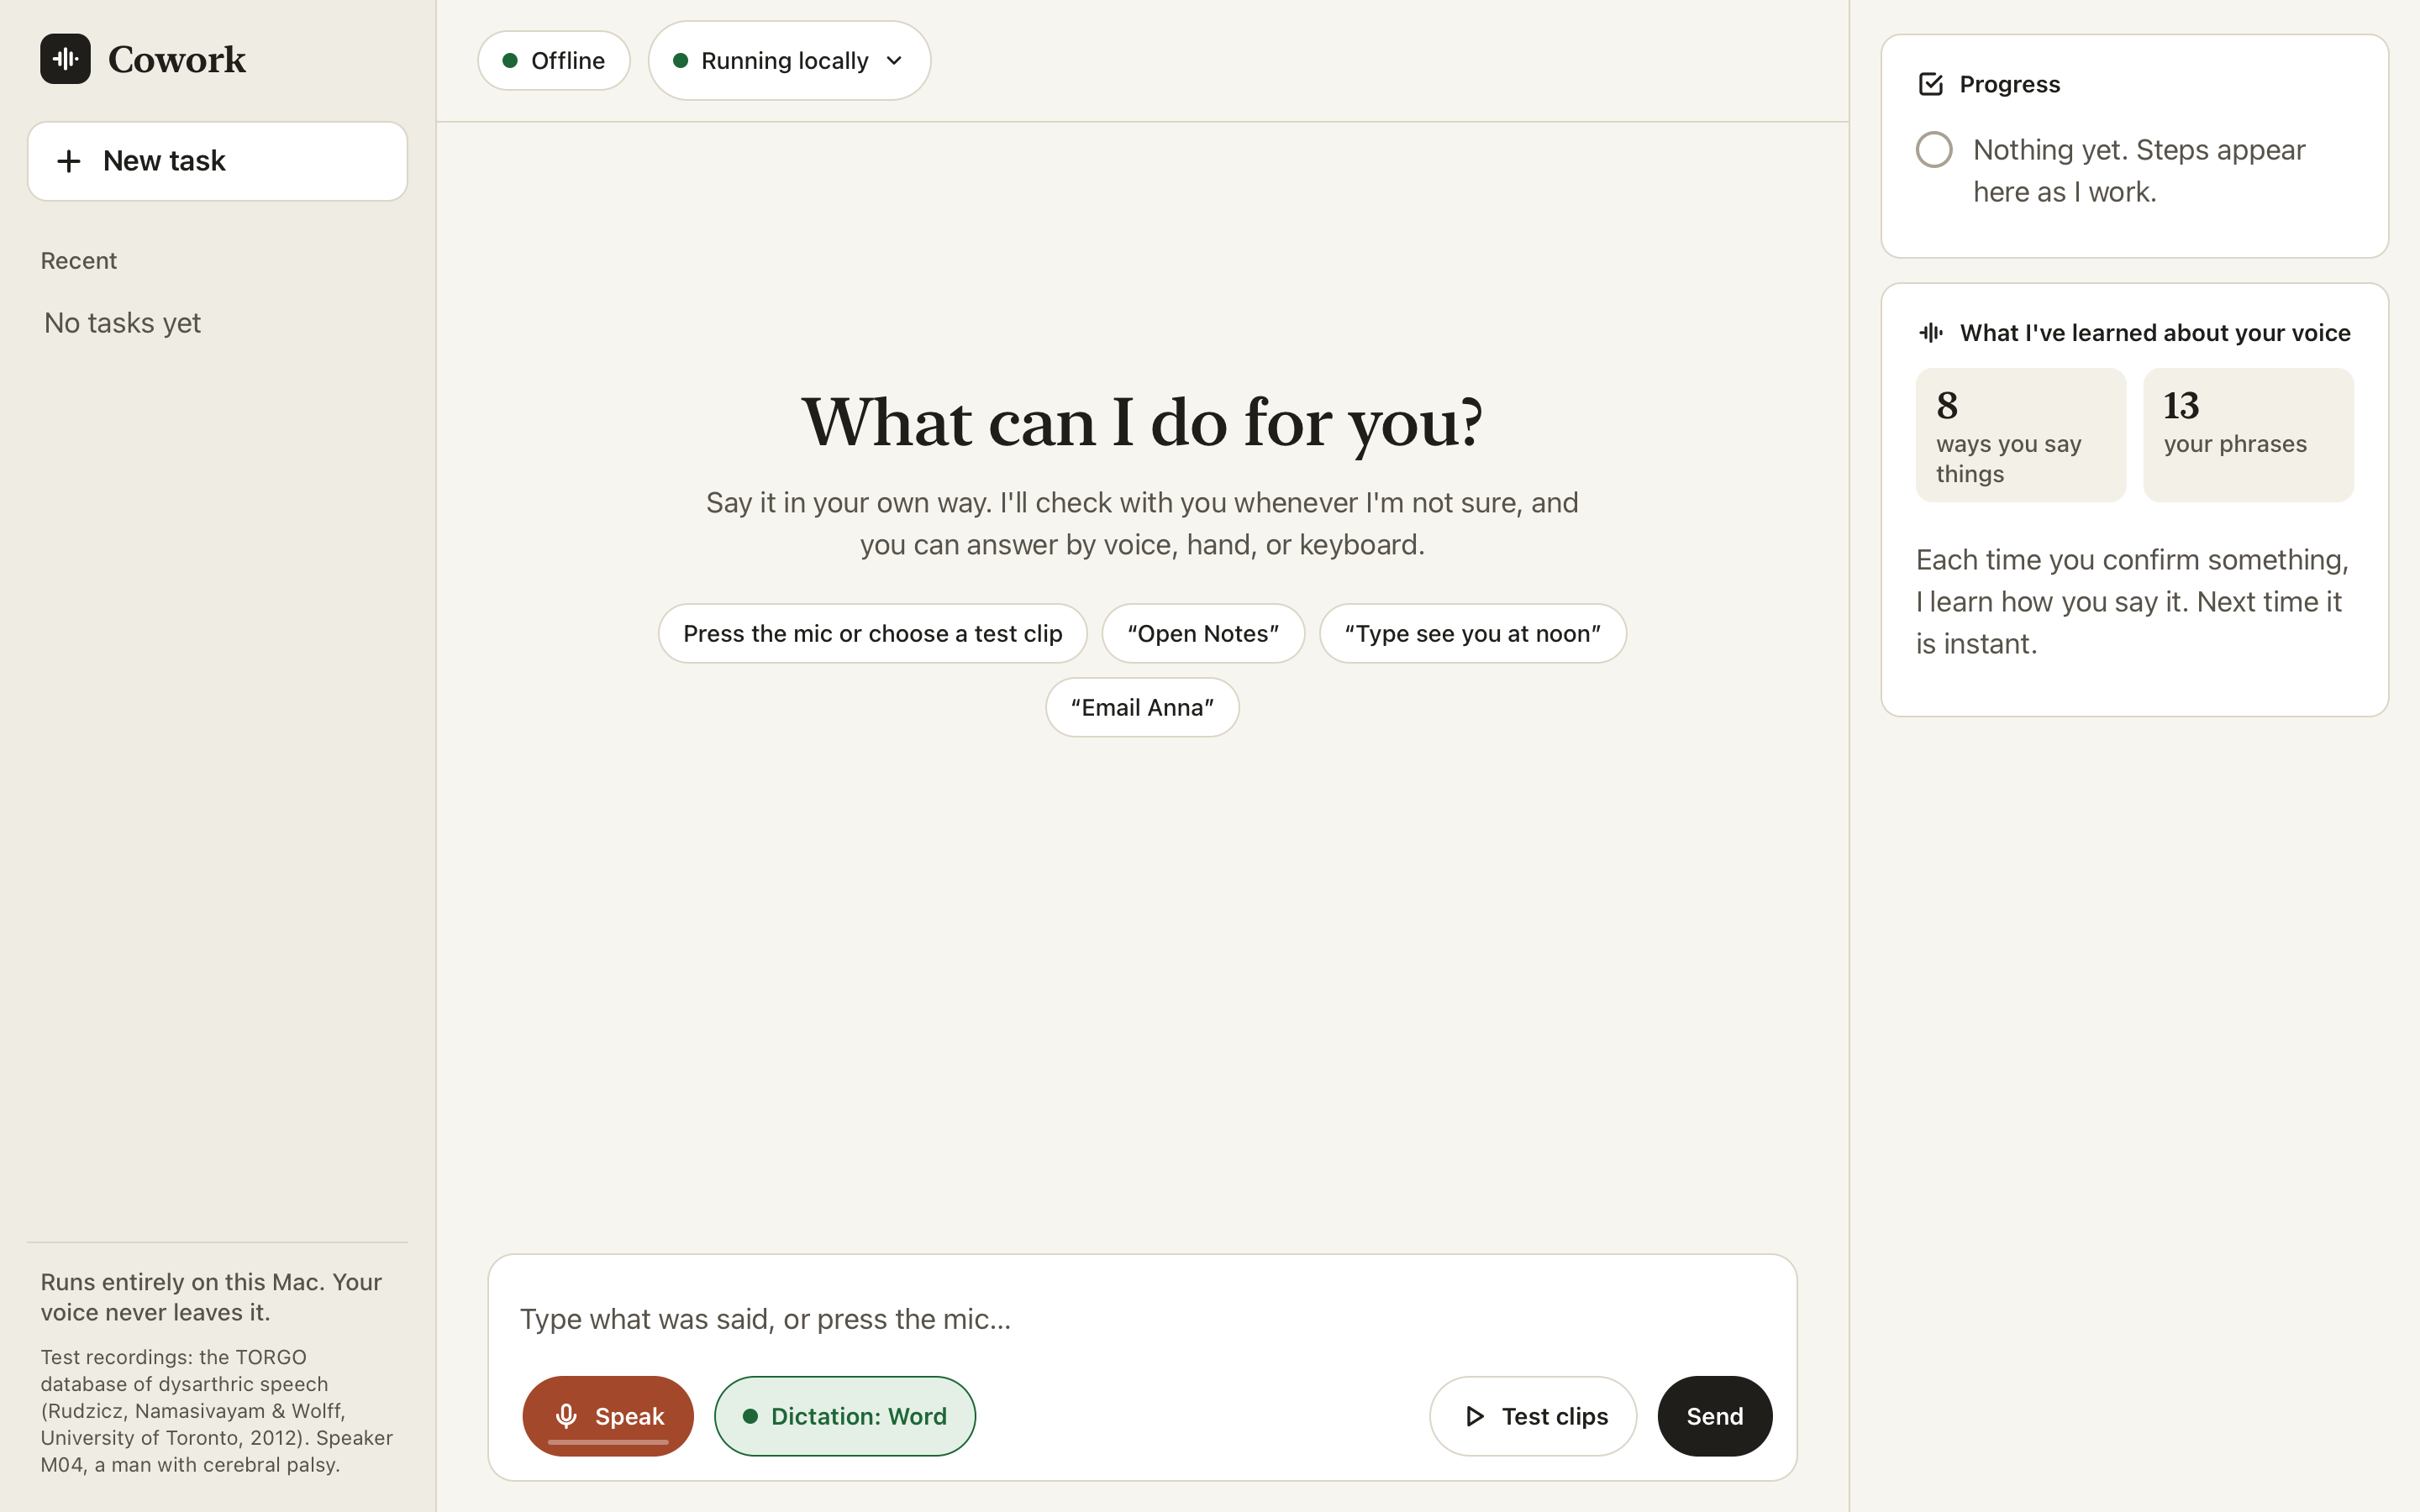 Cowork
New task
Recent
No tasks yet
Runs entirely on this Mac. Your
voice never leaves it.
Test recordings: the TORGO
database of dysarthric speech
(Rudzicz, Namasivayam & Wolff,
University of Toronto, 2012). Speaker
M04, a man with cerebral palsy.
Offline
Running locally
What can I do for you?
Say it in your own way. I'll check with you whenever I'm not sure, and
you can answer by voice, hand, or keyboard.
Press the mic or choose a test clip
“Open Notes”
“Type see you at noon”
“Email Anna”
Type what was said, or press the mic...
Speak
Dictation: Word
Test clips
Send
Progress
Nothing yet. Steps appear
here as I work.
What I've learned about your voice
8
ways you say
things
13
your phrases
Each time you confirm something,
I learn how you say it. Next time it
is instant.